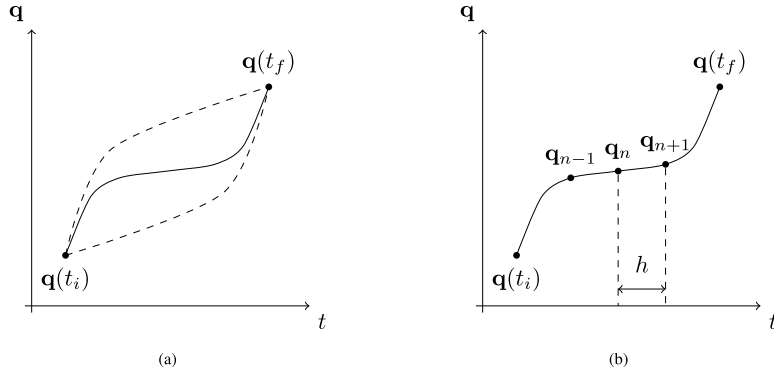 q
q(t_f)
q(t_i)
t
(a)
q
q(t_f)
q_{n-1} q_n q_{n+1}
h
q(t_i)
t
(b)